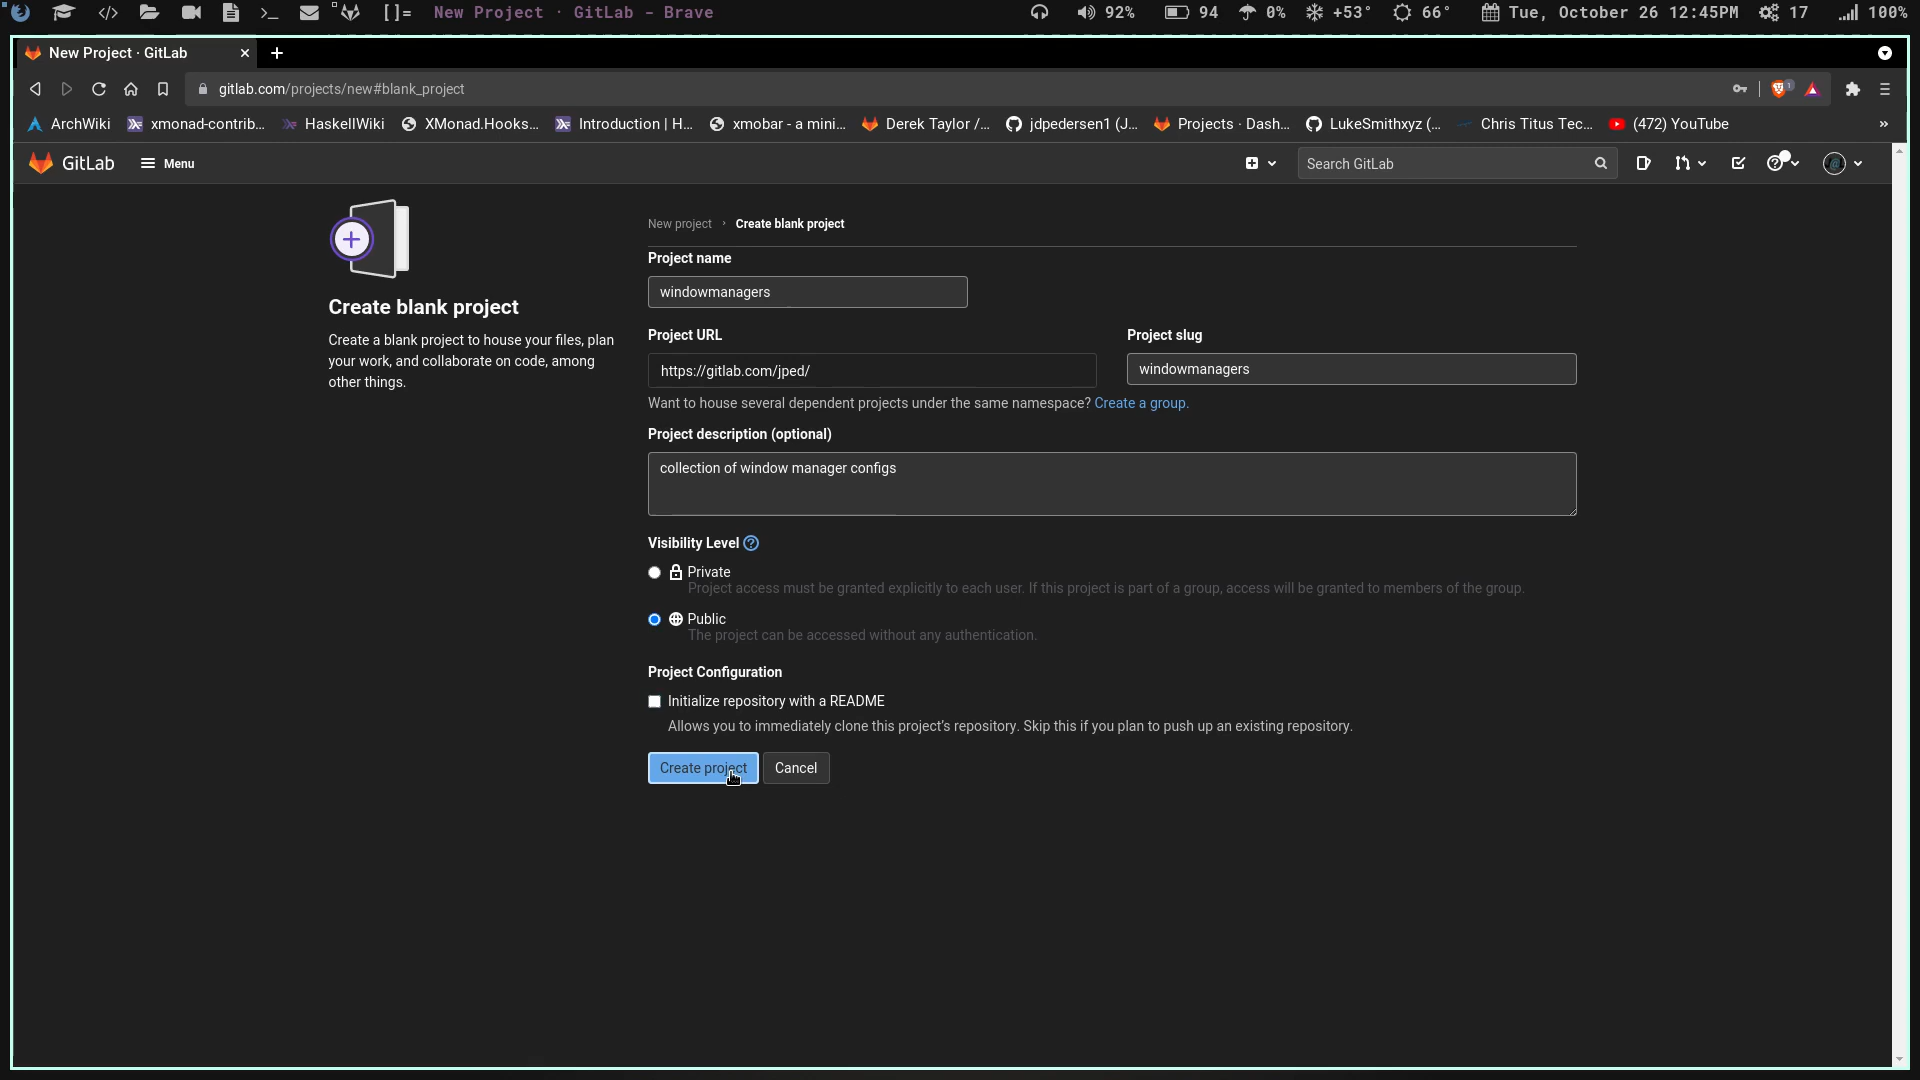 []= New Project · GitLab - Brave 92% 94 0% +53° 66° Tue, October 26 12:45PM 17 100%
New Project · GitLab
gitlab.com/projects/new#blank_project 1
ArchWiki xmonad-contrib... HaskellWiki XMonad.Hooks... Introduction | H... xmobar - a mini... Derek Taylor /... jdpedersen1 (J... Projects · Dash... LukeSmithxyz (... Chris Titus Tec... (472) YouTube »
GitLab Menu Search GitLab
New project › Create blank project
Create blank project
Create a blank project to house your files, plan
your work, and collaborate on code, among
other things.
Project name
windowmanagers
Project URL Project slug
https://gitlab.com/jped/ windowmanagers
Want to house several dependent projects under the same namespace? Create a group.
Project description (optional)
collection of window manager configs
Visibility Level
Private
Project access must be granted explicitly to each user. If this project is part of a group, access will be granted to members of the group.
Public
The project can be accessed without any authentication.
Project Configuration
Initialize repository with a README
Allows you to immediately clone this project's repository. Skip this if you plan to push up an existing repository.
Create project Cancel